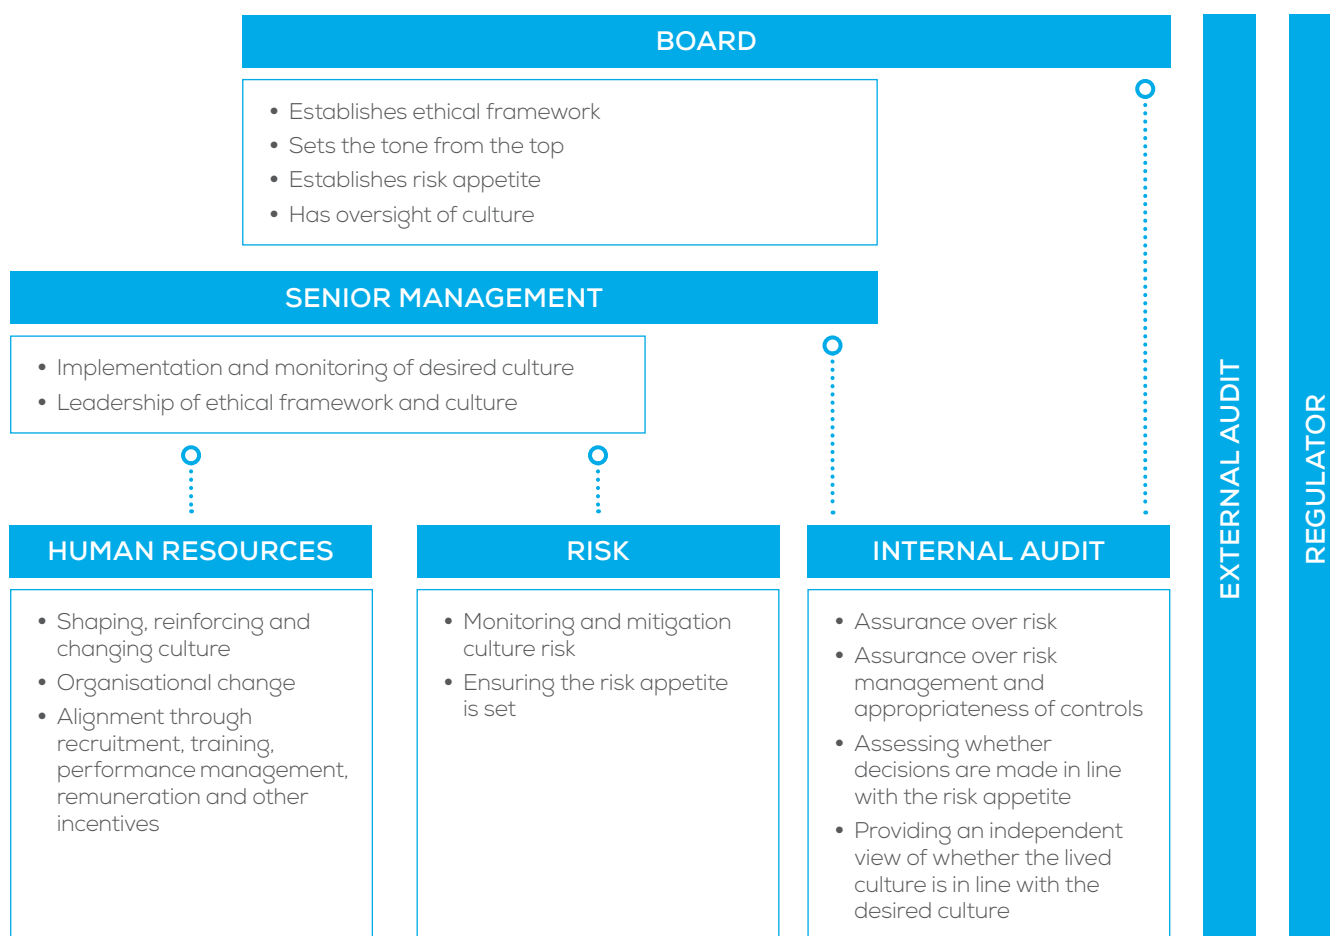 BOARD
• Establishes ethical framework
• Sets the tone from the top
• Establishes risk appetite
• Has oversight of culture
SENIOR MANAGEMENT
• Implementation and monitoring of desired culture
• Leadership of ethical framework and culture
HUMAN RESOURCES
• Shaping, reinforcing and
changing culture
• Organisational change
• Alignment through
recruitment, training,
performance management,
remuneration and other
incentives
RISK
• Monitoring and mitigation
culture risk
• Ensuring the risk appetite
is set
INTERNAL AUDIT
• Assurance over risk
• Assurance over risk
management and
appropriateness of controls
• Assessing whether
decisions are made in line
with the risk appetite
• Providing an independent
view of whether the lived
culture is in line with the
desired culture
EXTERNAL AUDIT
REGULATOR